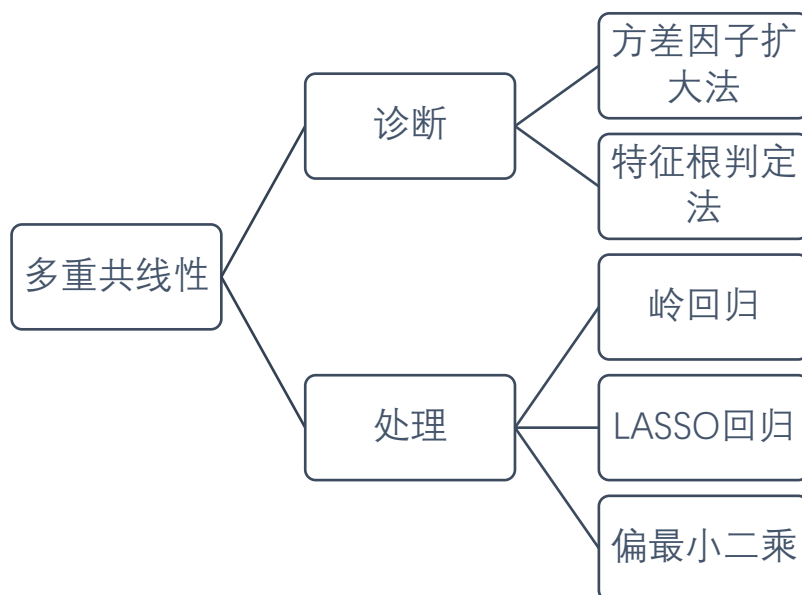 多重共线性
诊断
方差因子扩
大法
特征根判定
法
处理
岭回归
LASSO回归
偏最小二乘